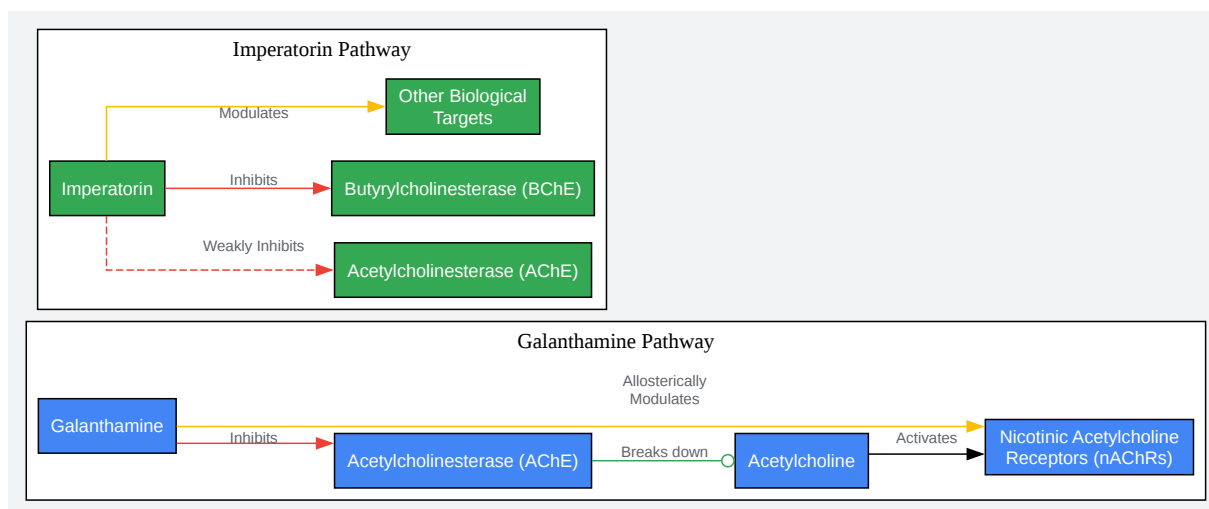 Imperatorin Pathway
Other Biological
Targets
Modulates
Imperatorin
Inhibits
Butyrylcholinesterase (BChE)
Weakly Inhibits
Acetylcholinesterase (AChE)
Galanthamine Pathway
Allosterically
Modulates
Galanthamine
Inhibits
Acetylcholinesterase (AChE)
Breaks down
Acetylcholine
Activates
Nicotinic Acetylcholine
Receptors (nAChRs)